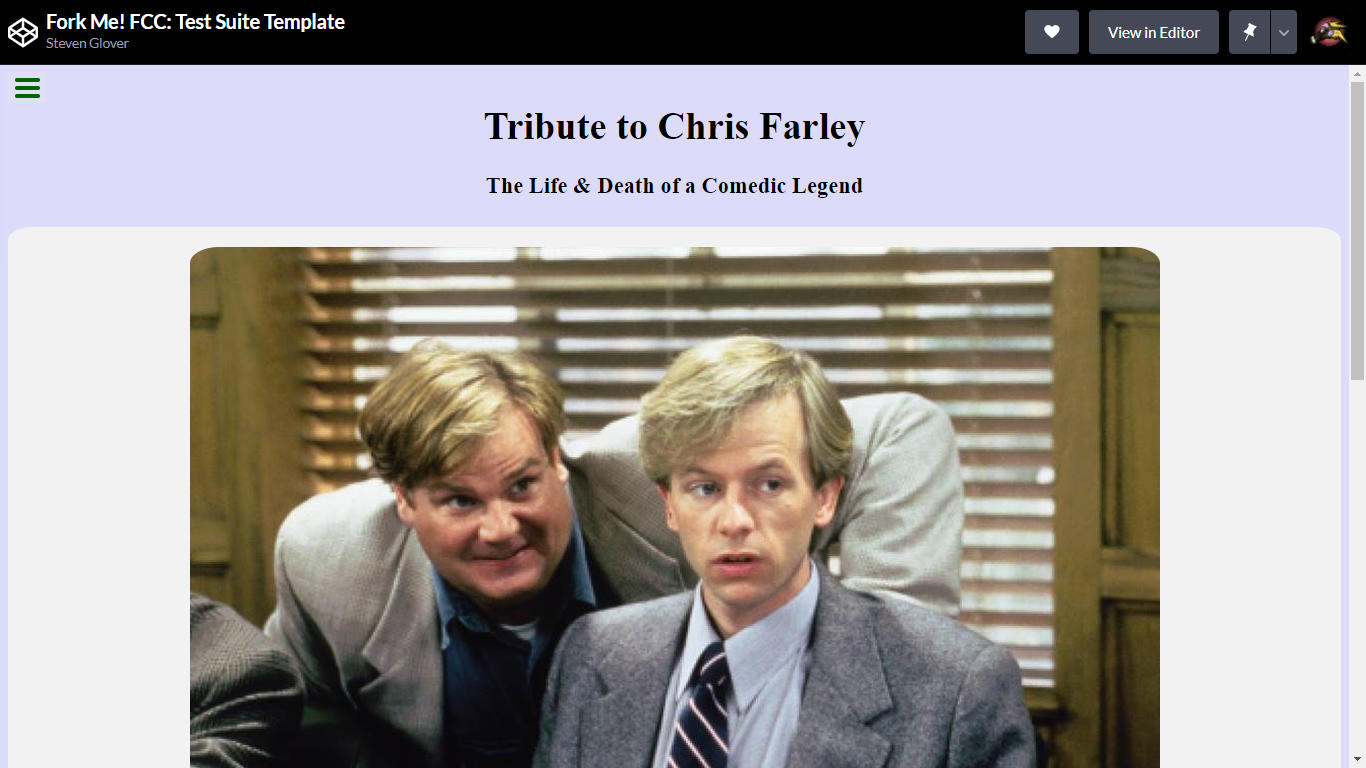 Fork Me! FCC: Test Suite Template
Steven Glover
View in Editor
Tribute to Chris Farley
The Life & Death of a Comedic Legend